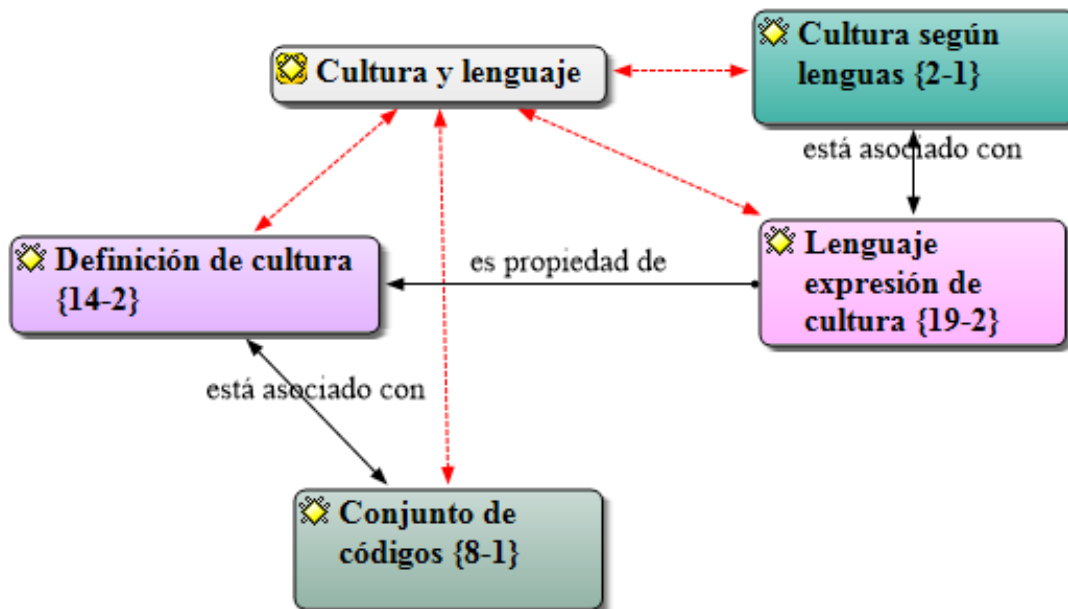 Cultura y lenguaje
Cultura según
lenguas {2-1}
está asociado con
Definición de cultura
{14-2}
es propiedad de
Lenguaje
expresión de
cultura {19-2}
está asociado con
Conjunto de
códigos {8-1}